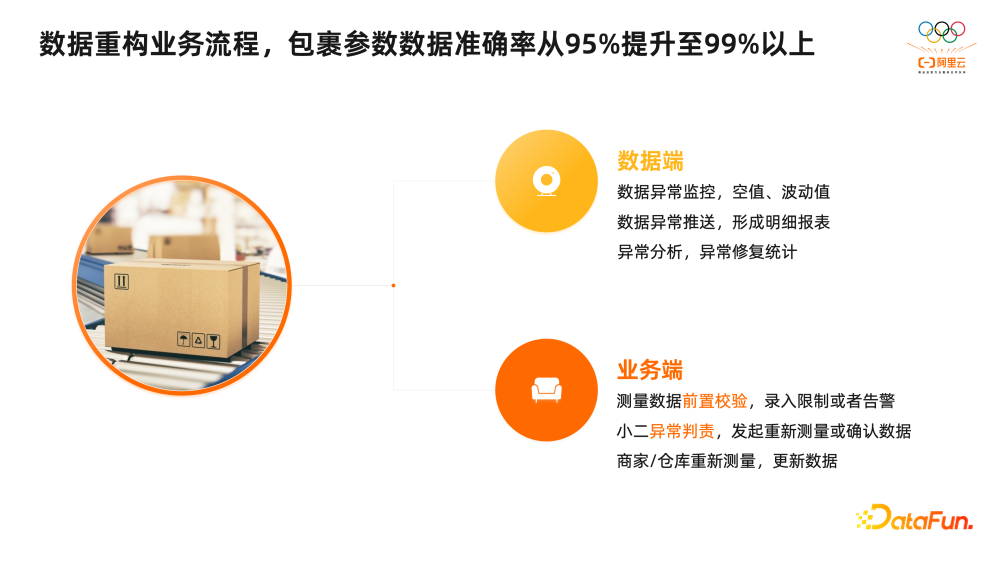 数据重构业务流程，包裹参数数据准确率从95%提升至99%以上
阿里云
数据端
数据异常监控，空值、波动值
数据异常推送，形成明细报表
异常分析，异常修复统计
业务端
测量数据前置校验，录入限制或者告警
小二异常判责，发起重新测量或确认数据
商家/仓库重新测量，更新数据
DataFun.